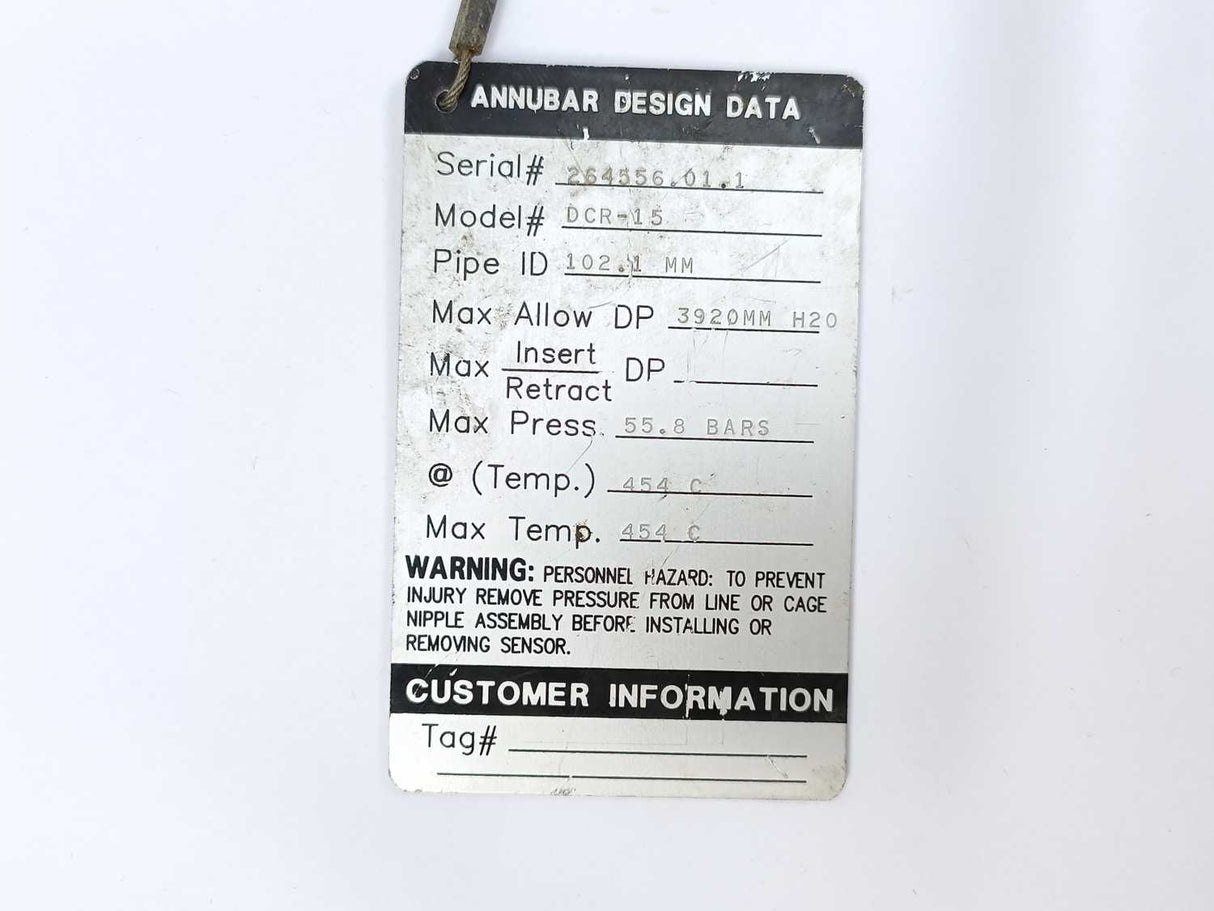 ANNUBAR DESIGN DATA
Serial# 264556.01.1
Model# DCR-15
Pipe ID 102.1 MM
Max Allow DP 3920MM H2O
Max Insert Retract DP
Max Press. 55.8 BARS
@ (Temp.) 454 C
Max Temp. 454 C
WARNING: PERSONNEL HAZARD: TO PREVENT
INJURY REMOVE PRESSURE FROM LINE OR CAGE
NIPPLE ASSEMBLY BEFORE INSTALLING OR
REMOVING SENSOR.
CUSTOMER INFORMATION
Tag#